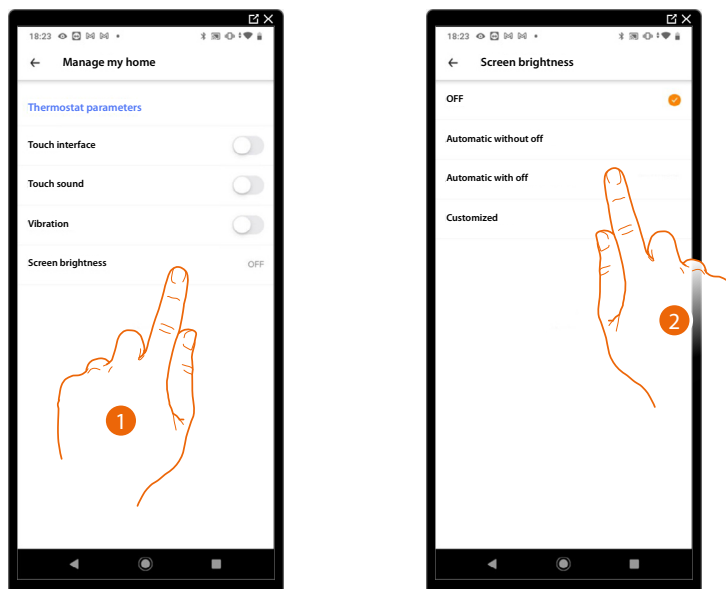 18:23
Manage my home
Thermostat parameters
Touch interface
Touch sound
Vibration
Screen brightness OFF
1
18:23
Screen brightness
OFF
Automatic without off
Automatic with off
Customized
2